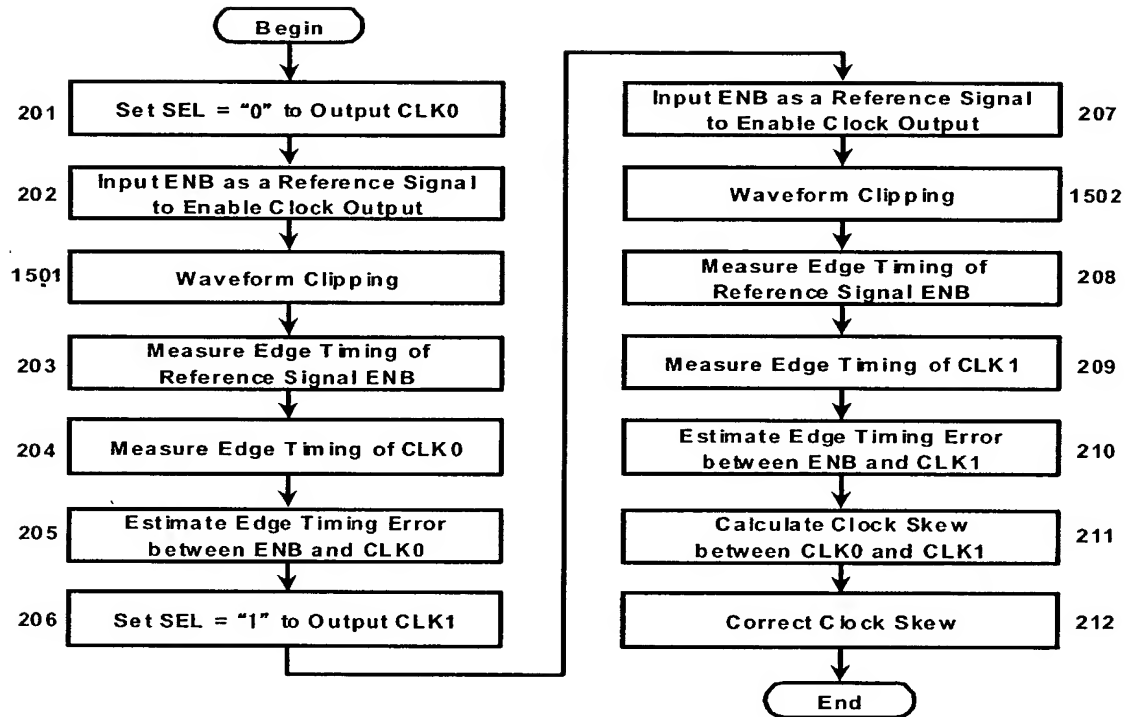 Begin
201
Set SEL = "0" to Output CLK0
202
Input ENB as a Reference Signal
to Enable Clock Output
1501
Waveform Clipping
203
Measure Edge Timing of
Reference Signal ENB
204
Measure Edge Timing of CLK0
205
Estimate Edge Timing Error
between ENB and CLK0
206
Set SEL = "1" to Output CLK1
Input ENB as a Reference Signal
to Enable Clock Output
207
Waveform Clipping
1502
Measure Edge Timing of
Reference Signal ENB
208
Measure Edge Timing of CLK1
209
Estimate Edge Timing Error
between ENB and CLK1
210
Calculate Clock Skew
between CLK0 and CLK1
211
Correct Clock Skew
212
End